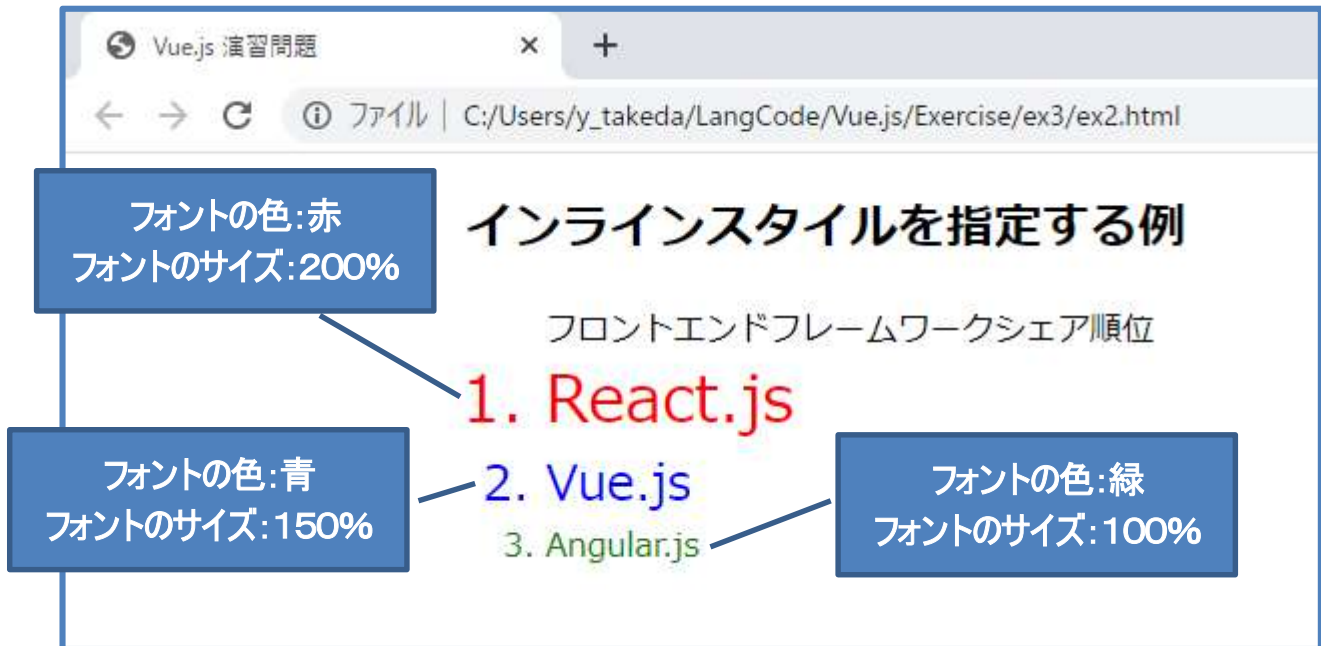 Vue.js 演習問題
ファイル | C:/Users/y_takeda/LangCode/Vue.js/Exercise/ex3/ex2.html
フォントの色:赤
フォントのサイズ:200%
インラインスタイルを指定する例
フロントエンドフレームワークシェア順位
1. React.js
フォントの色:青
フォントのサイズ:150%
2. Vue.js
フォントの色:緑
フォントのサイズ:100%
3. Angular.js